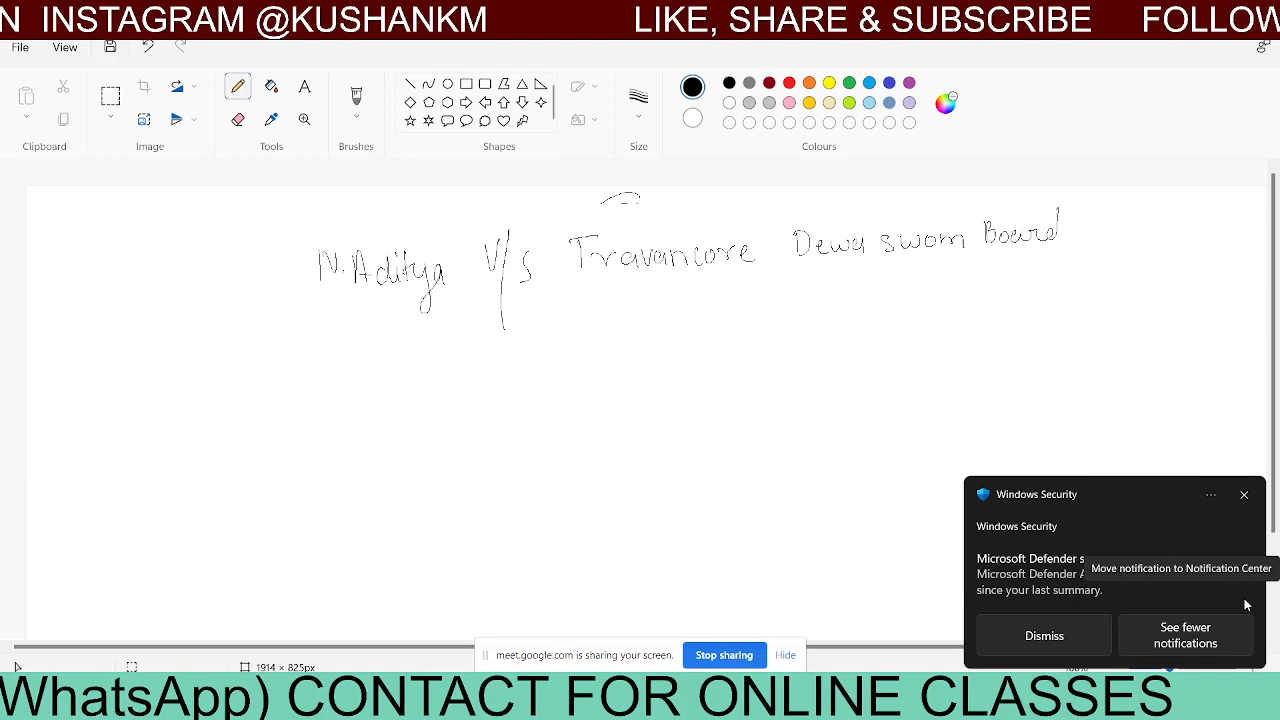 N INSTAGRAM @KUSHANKM LIKE, SHARE & SUBSCRIBE FOLLOW
File View
Clipboard Image Tools Brushes Shapes Size Colours
N. Aditya V/s Travancore Dewa swom Board
Windows Security
Windows Security
Microsoft Defender s
Microsoft Defender A
Move notification to Notification Center
since your last summary.
Dismiss
See fewer
notifications
meet.google.com is sharing your screen. Stop sharing Hide
1914 × 825px
WhatsApp) CONTACT FOR ONLINE CLASSES